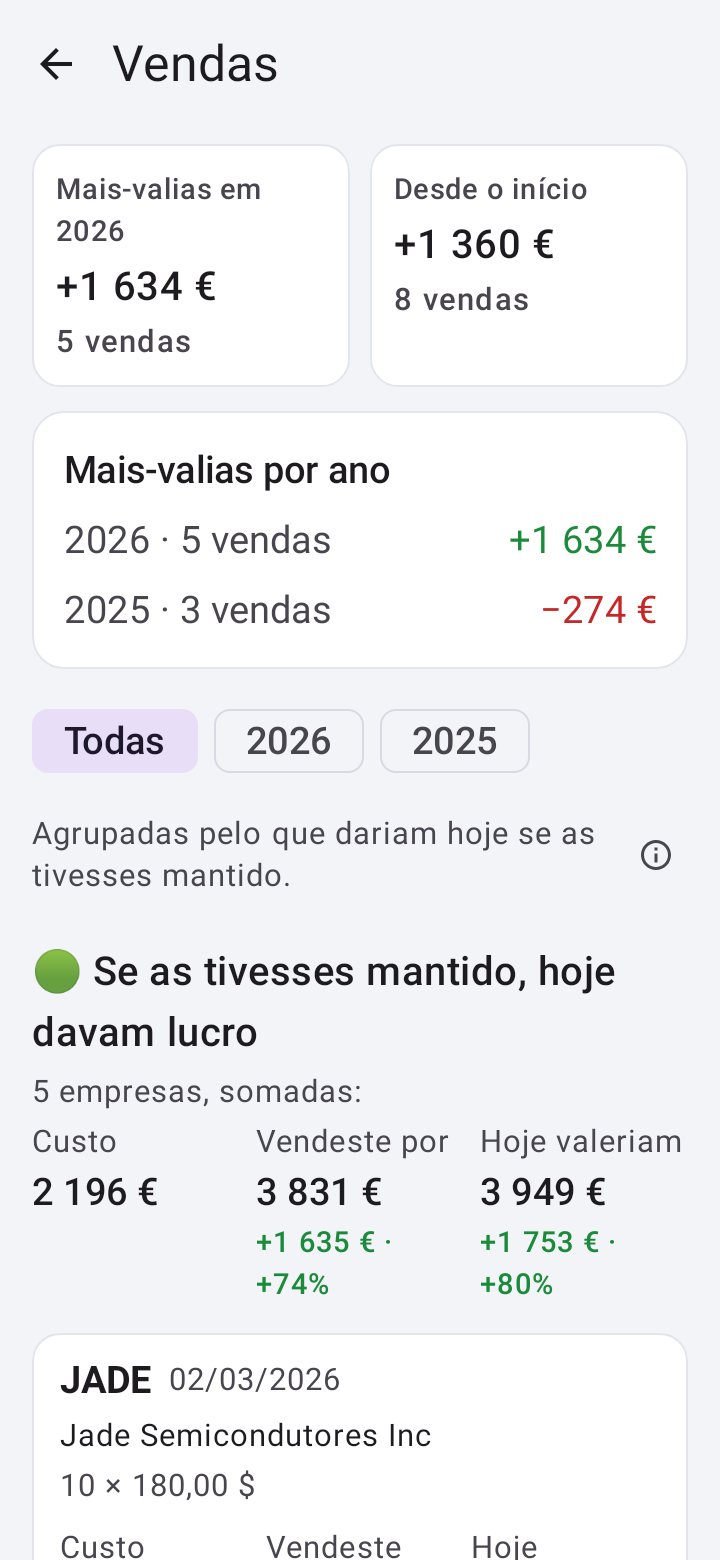 Vendas
Mais-valias em
2026
+1 634 €
5 vendas
Desde o início
+1 360 €
8 vendas
Mais-valias por ano
2026 · 5 vendas +1 634 €
2025 · 3 vendas −274 €
Todas 2026 2025
Agrupadas pelo que dariam hoje se as
tivesses mantido.
Se as tivesses mantido, hoje
davam lucro
5 empresas, somadas:
Custo Vendeste por Hoje valeriam
2 196 € 3 831 € 3 949 €
+1 635 € · +1 753 € ·
+74% +80%
JADE 02/03/2026
Jade Semicondutores Inc
10 × 180,00 $
Custo Vendeste Hoje